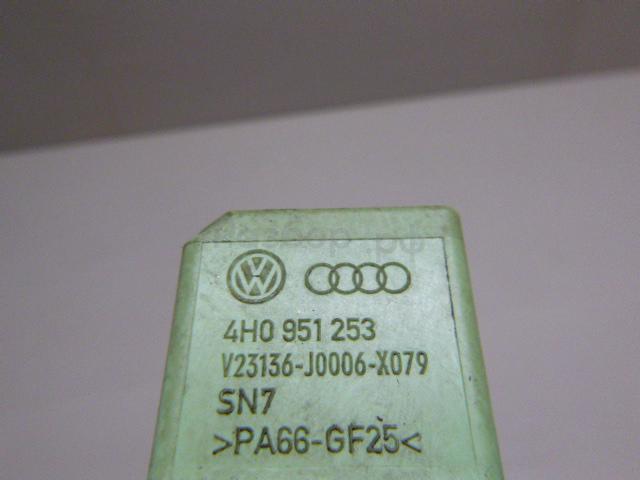 4H0 951 253
V23136-J0006-X079
SN7
>PA66-GF25<